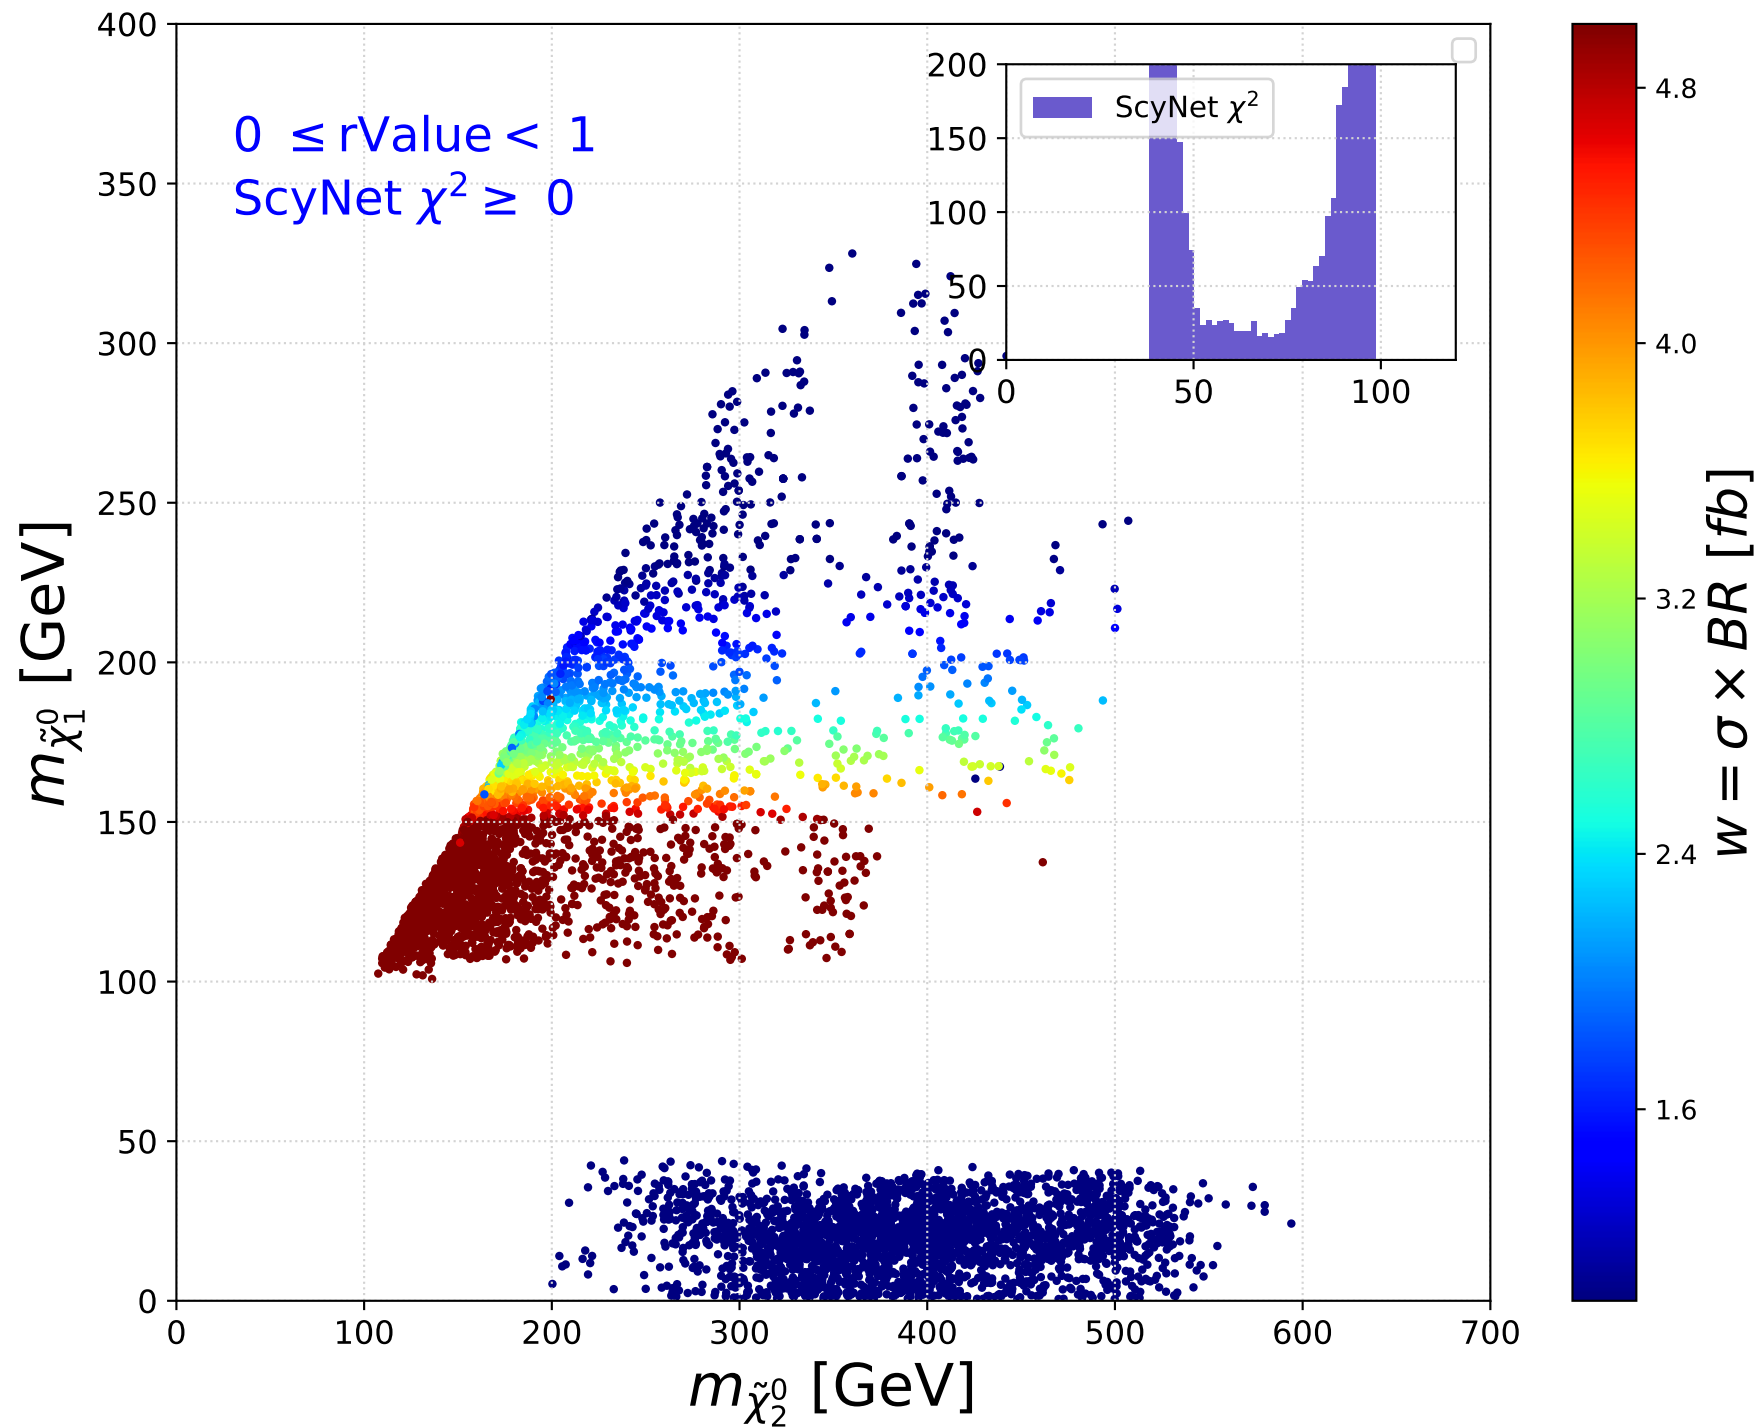 0 ≤ rValue < 1
ScyNet χ² ≥ 0
ScyNet χ²
200
150
100
50
0
0 50 100
400
350
300
250
200
150
100
50
0
0 100 200 300 400 500 600 700
m_{χ̃₁⁰} [GeV]
m_{χ̃₂⁰} [GeV]
4.8
4.0
3.2
2.4
1.6
w = σ × BR [fb]